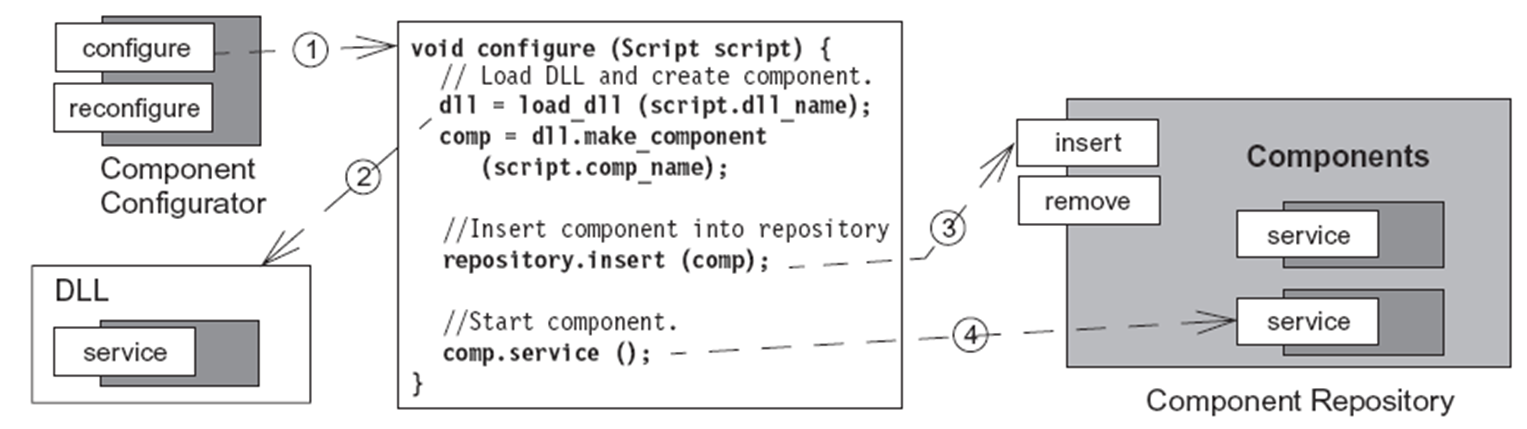 configure
reconfigure
Component
Configurator
1
void configure (Script script) {
// Load DLL and create component.
dll = load_dll (script.dll_name);
comp = dll.make_component
(script.comp_name);
//Insert component into repository
repository.insert (comp);
//Start component.
comp.service ();
}
2
DLL
service
3
4
insert
remove
Components
service
service
Component Repository